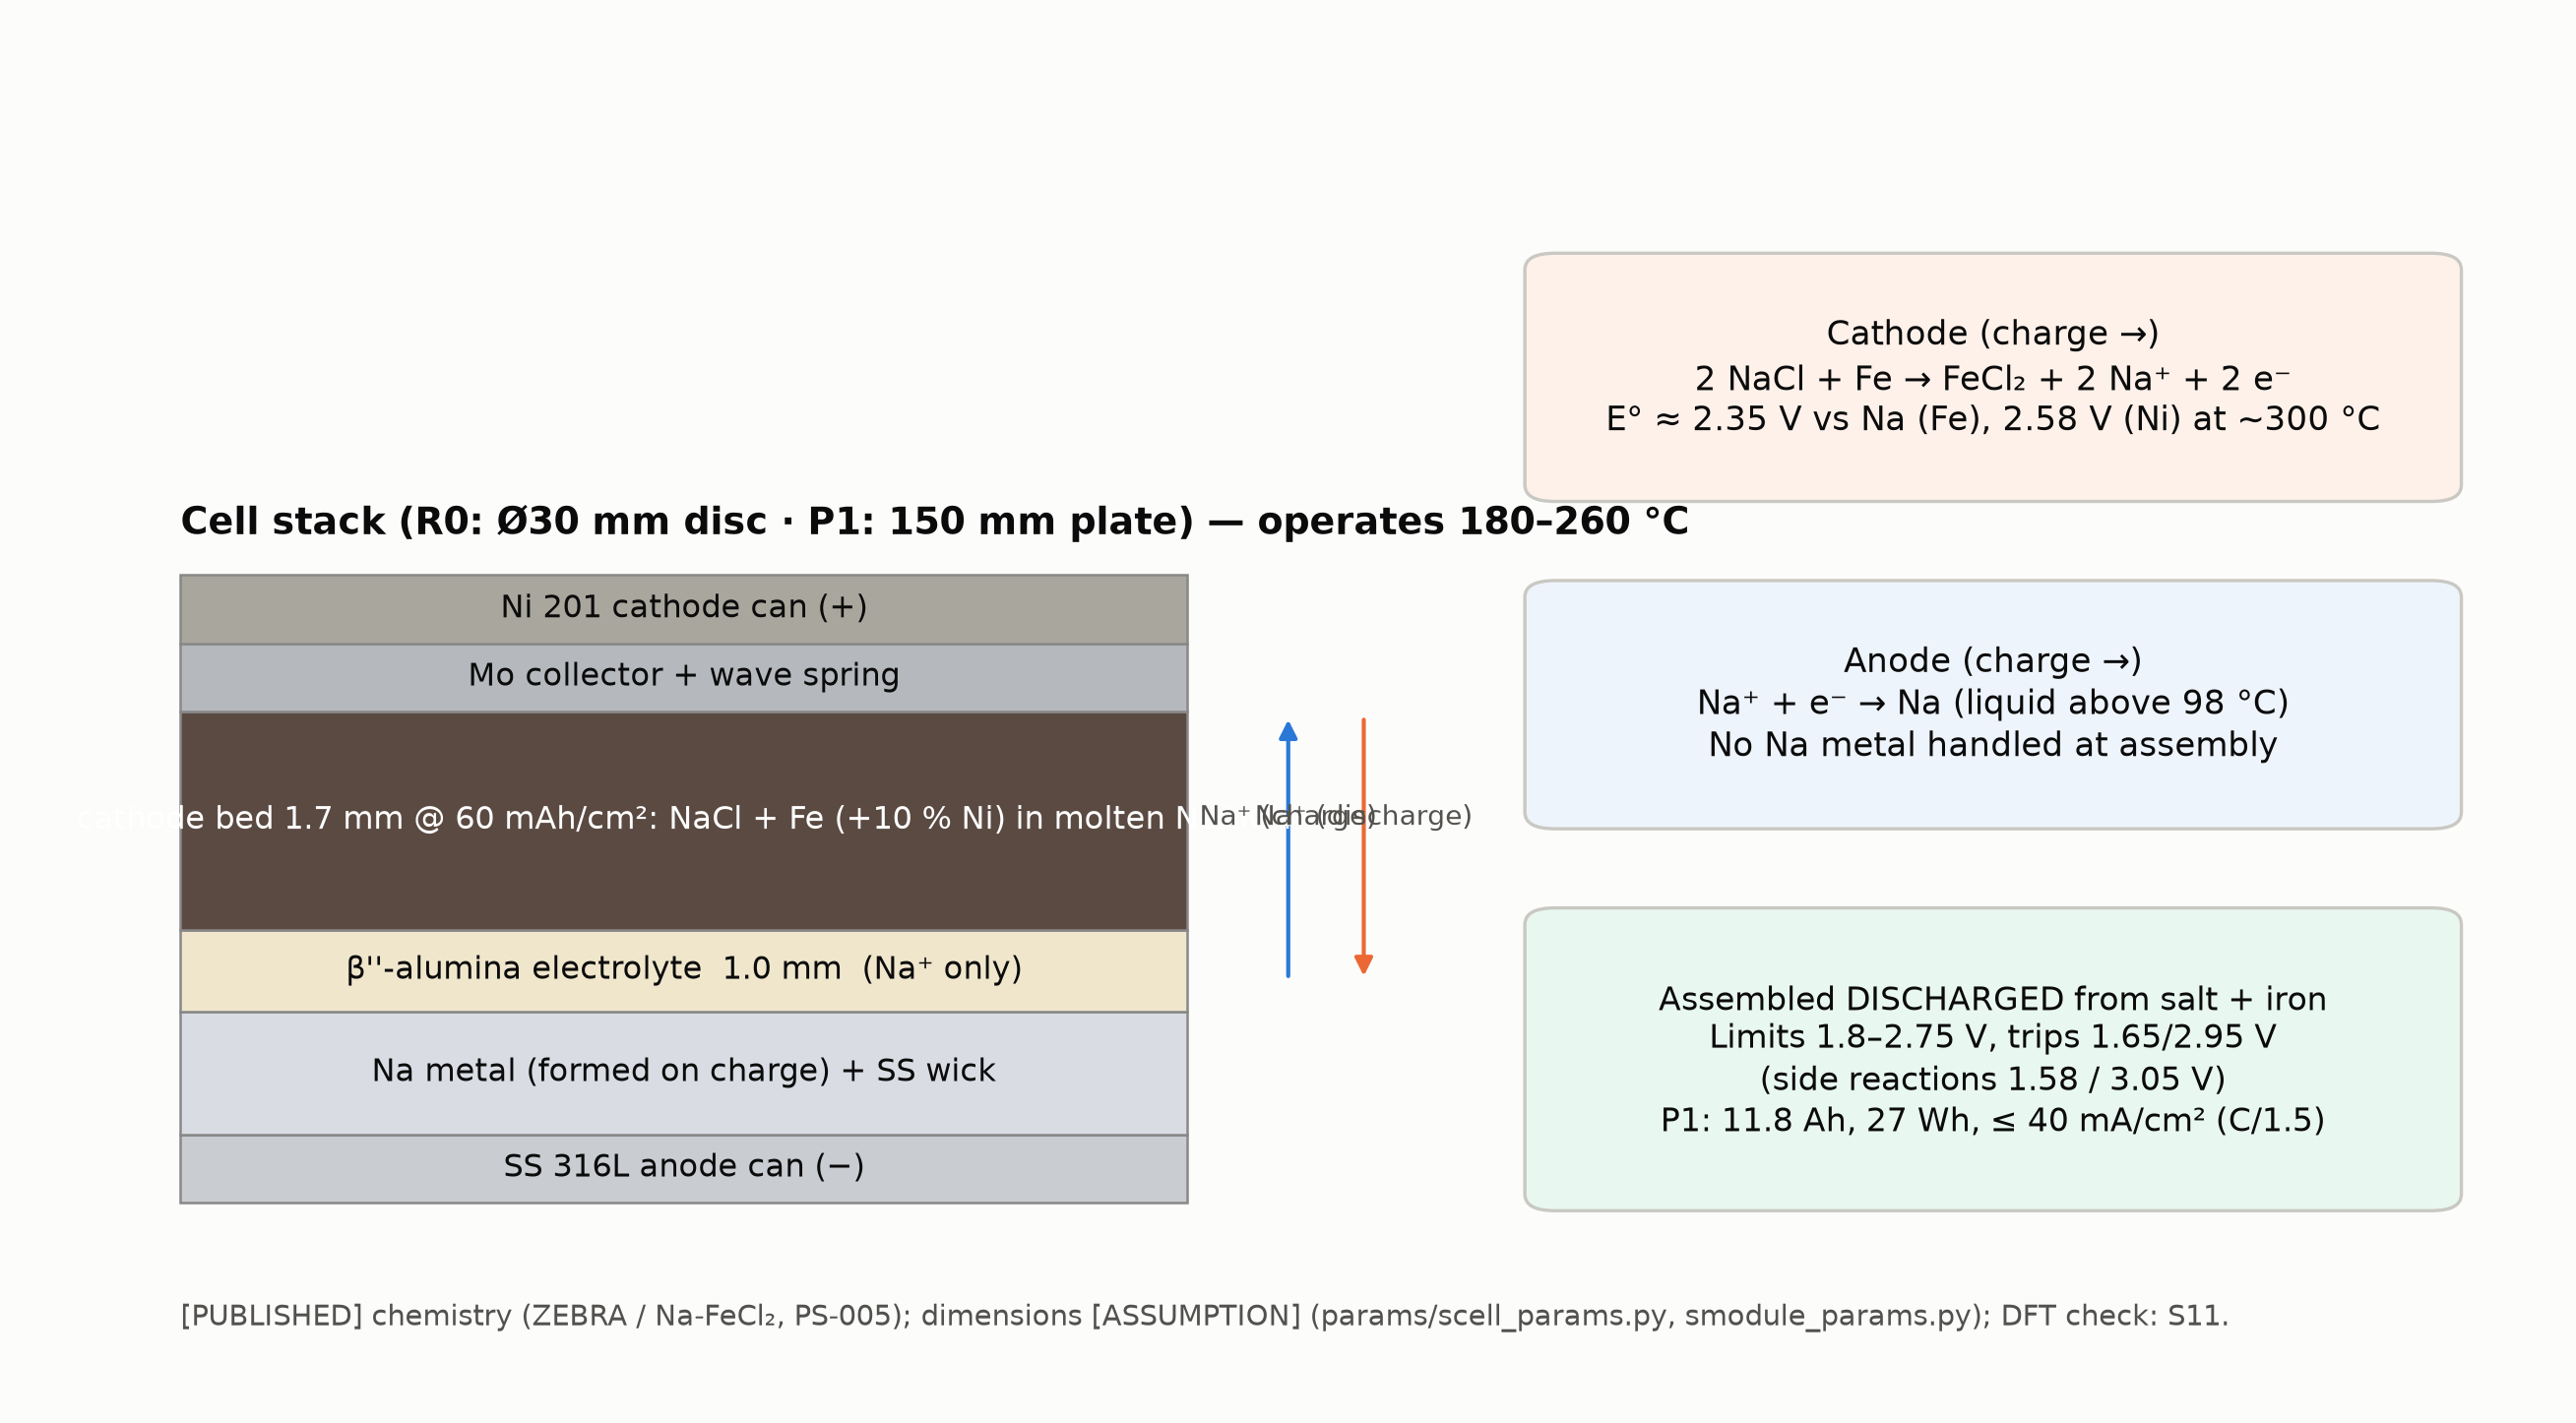 Cathode (charge →)
2 NaCl + Fe → FeCl₂ + 2 Na⁺ + 2 e⁻
E° ≈ 2.35 V vs Na (Fe), 2.58 V (Ni) at ~300 °C
Cell stack (R0: Ø30 mm disc · P1: 150 mm plate) — operates 180–260 °C
Ni 201 cathode can (+)
Mo collector + wave spring
cathode bed 1.7 mm @ 60 mAh/cm²: NaCl + Fe (+10 % Ni) in molten
Na⁺ (charge)
Na⁺ (discharge)
β''-alumina electrolyte 1.0 mm (Na⁺ only)
Na metal (formed on charge) + SS wick
SS 316L anode can (−)
Anode (charge →)
Na⁺ + e⁻ → Na (liquid above 98 °C)
No Na metal handled at assembly
Assembled DISCHARGED from salt + iron
Limits 1.8–2.75 V, trips 1.65/2.95 V
(side reactions 1.58 / 3.05 V)
P1: 11.8 Ah, 27 Wh, ≤ 40 mA/cm² (C/1.5)
[PUBLISHED] chemistry (ZEBRA / Na-FeCl₂, PS-005); dimensions [ASSUMPTION] (params/scell_params.py, smodule_params.py); DFT check: S11.